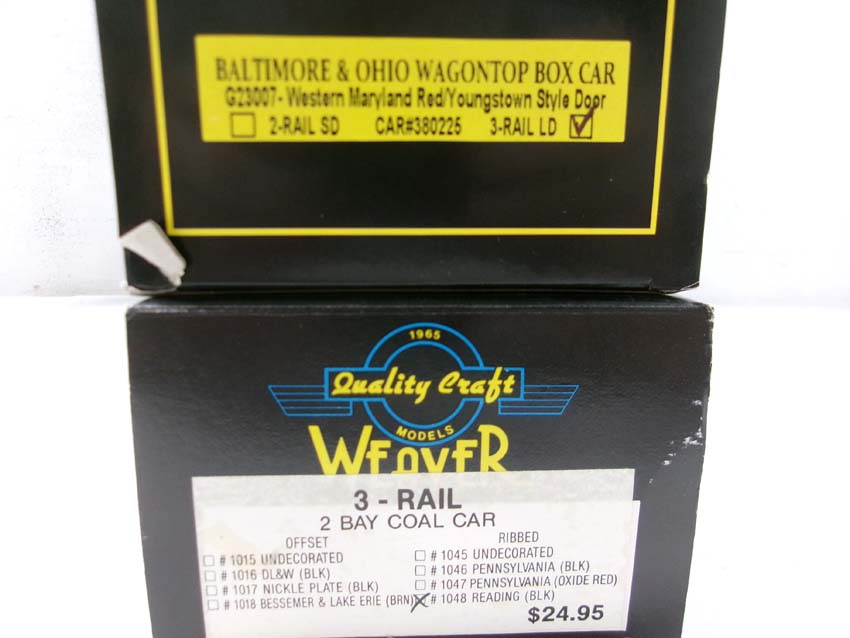 BALTIMORE & OHIO WAGONTOP BOX CAR
G23007- Western Maryland Red/Youngstown Style Door
2-RAIL SD CAR#380225 3-RAIL LD
1965
Quality Craft
MODELS
WEAVER
3 - RAIL
2 BAY COAL CAR
OFFSET RIBBED
# 1015 UNDECORATED # 1045 UNDECORATED
# 1016 DL&W (BLK) # 1046 PENNSYLVANIA (BLK)
# 1017 NICKLE PLATE (BLK) # 1047 PENNSYLVANIA (OXIDE RED)
# 1018 BESSEMER & LAKE ERIE (BRN) # 1048 READING (BLK)
$24.95